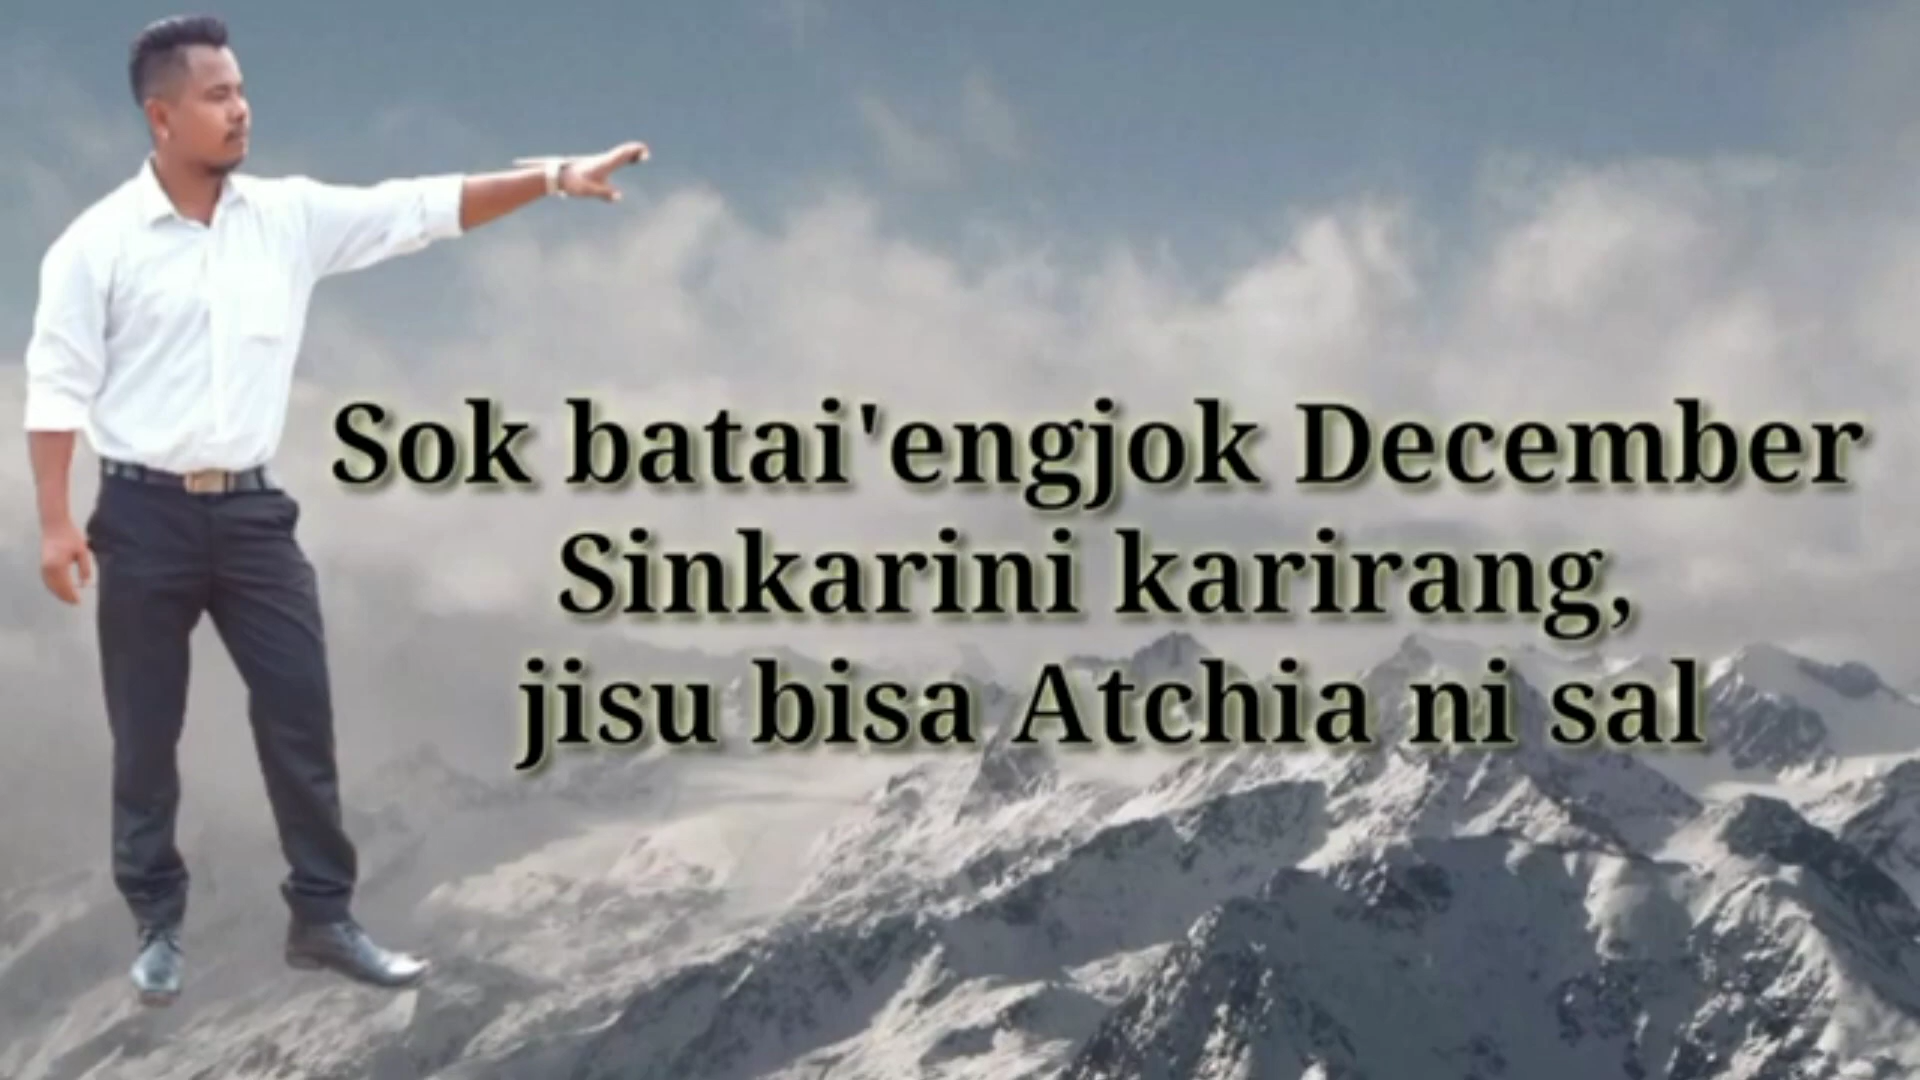 Sok batai'engjok December
Sinkarini karirang,
jisu bisa Atchia ni sal